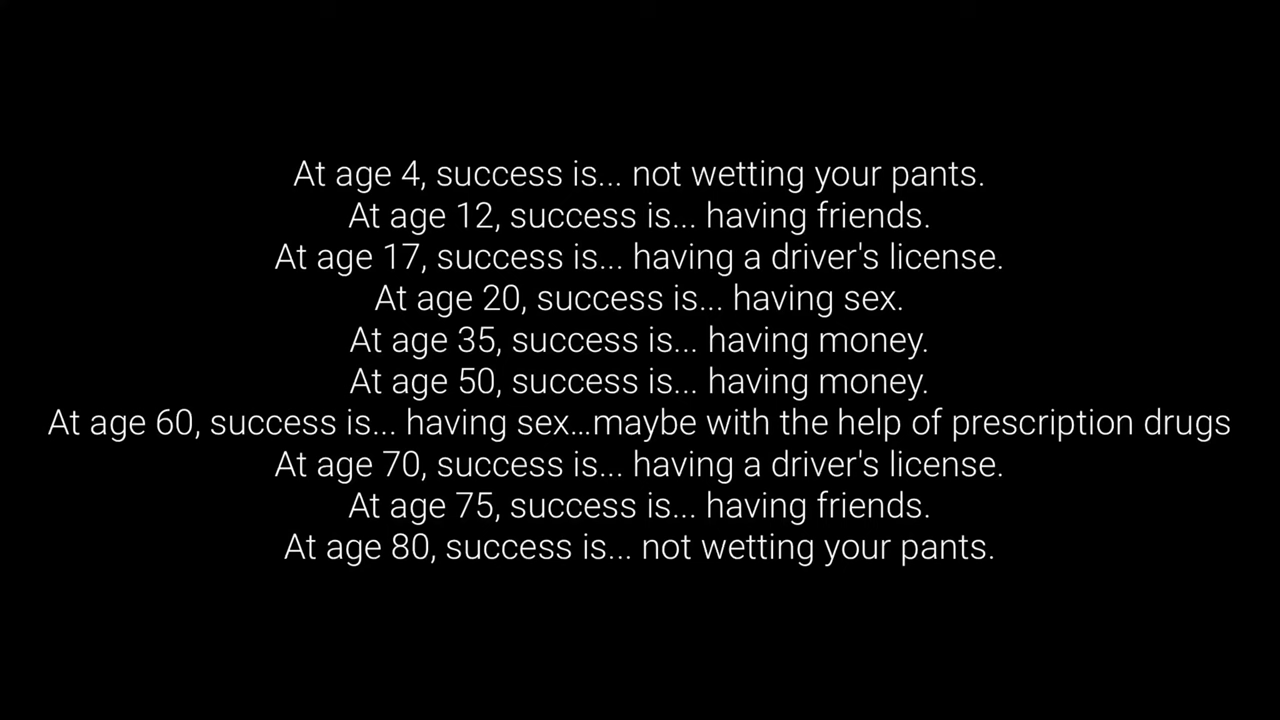 At age 4, success is... not wetting your pants.
At age 12, success is... having friends.
At age 17, success is... having a driver's license.
At age 20, success is... having sex.
At age 35, success is... having money.
At age 50, success is... having money.
At age 60, success is... having sex...maybe with the help of prescription drugs
At age 70, success is... having a driver's license.
At age 75, success is... having friends.
At age 80, success is... not wetting your pants.